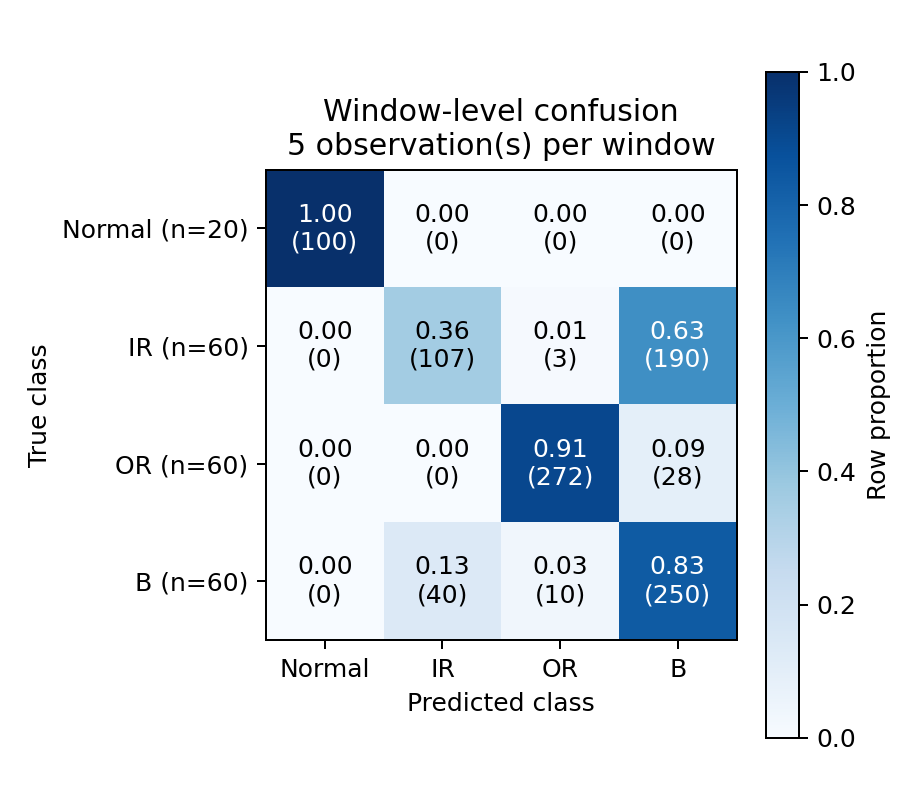 Window-level confusion
5 observation(s) per window
1.0
0.8
0.6
0.4
0.2
0.0
Row proportion
True class
Normal (n=20)
1.00 0.00 0.00 0.00
(100) (0) (0) (0)
IR (n=60)
0.00 0.36 0.01 0.63
(0) (107) (3) (190)
OR (n=60)
0.00 0.00 0.91 0.09
(0) (0) (272) (28)
B (n=60)
0.00 0.13 0.03 0.83
(0) (40) (10) (250)
Normal IR OR B
Predicted class